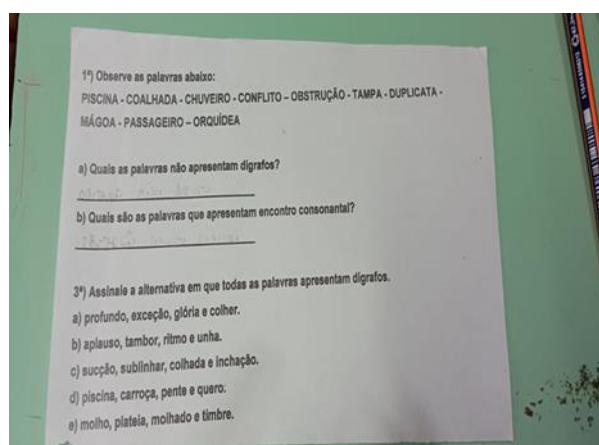 1ª) Observe as palavras abaixo:
PISCINA - COALHADA - CHUVEIRO - CONFLITO – OBSTRUÇÃO - TAMPA - DUPLICATA -
MÁGOA - PASSAGEIRO – ORQUÍDEA
a) Quais as palavras não apresentam dígrafos?
b) Quais são as palavras que apresentam encontro consonantal?
3ª) Assinale a alternativa em que todas as palavras apresentam dígrafos.
a) profundo, exceção, glória e colher.
b) aplauso, tambor, ritmo e unha.
c) sucção, sublinhar, colhada e inchação.
d) piscina, carroça, pente e quero.
e) molho, plateia, molhado e timbre.